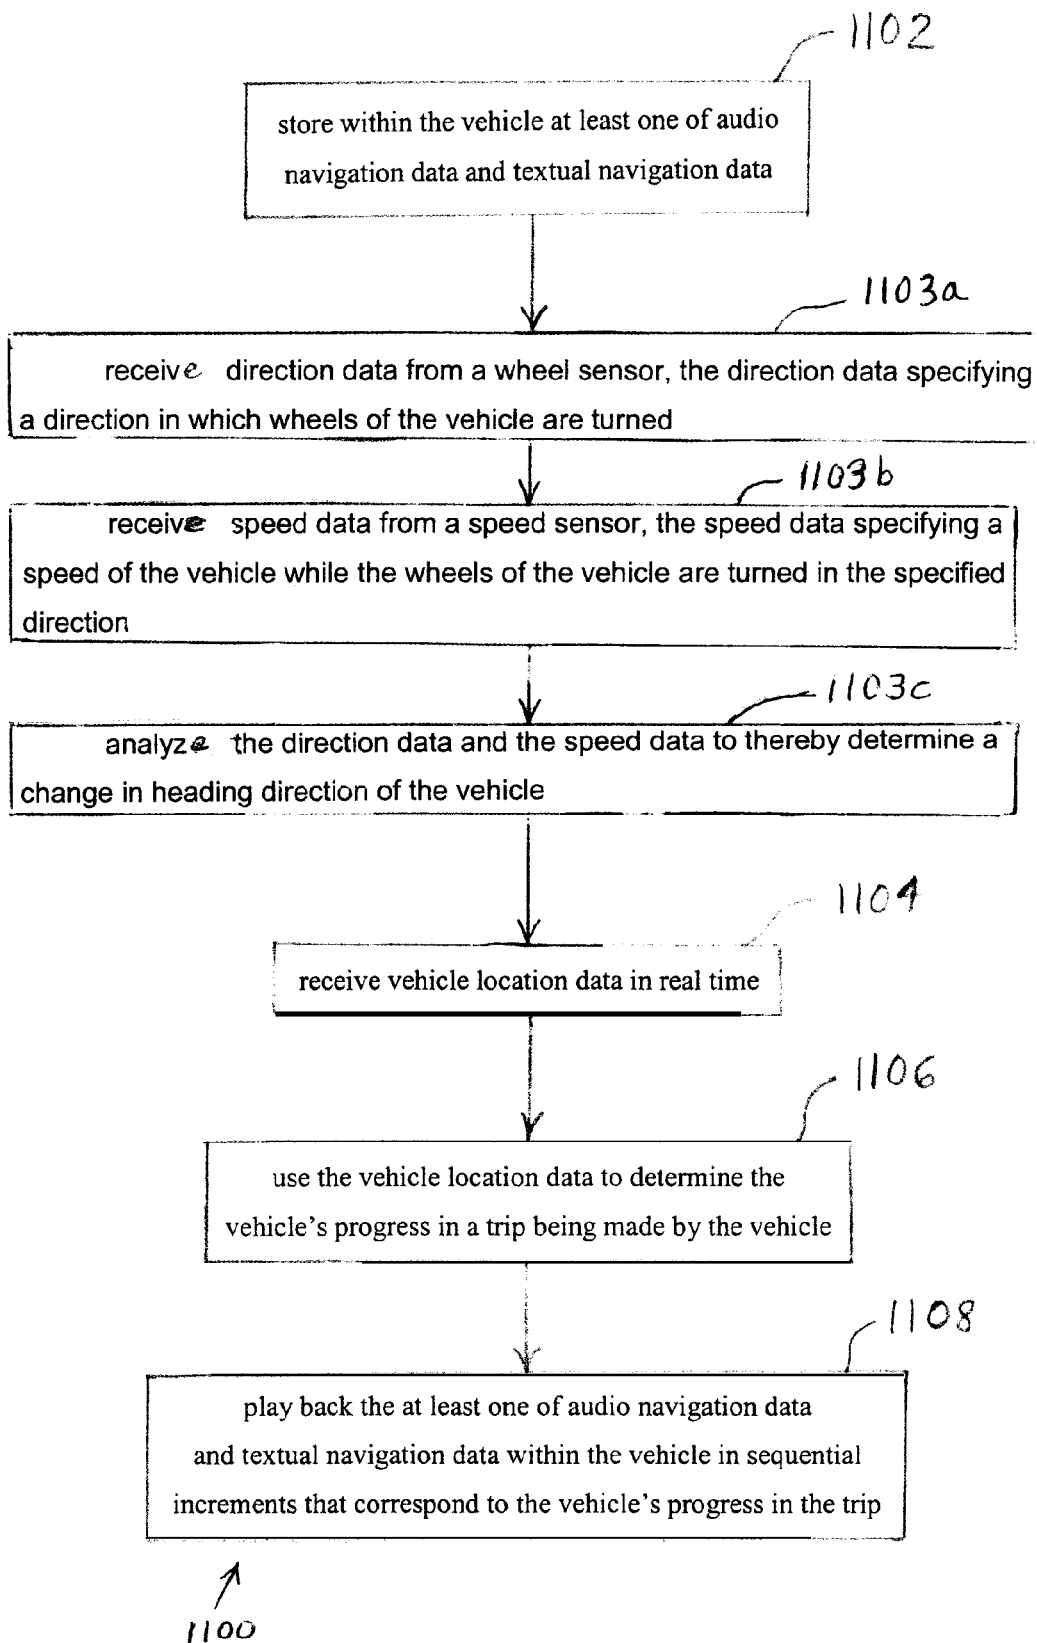 1102
store within the vehicle at least one of audio
navigation data and textual navigation data
1103a
receive direction data from a wheel sensor, the direction data specifying
a direction in which wheels of the vehicle are turned
1103b
receive speed data from a speed sensor, the speed data specifying a
speed of the vehicle while the wheels of the vehicle are turned in the specified
direction
1103c
analyze the direction data and the speed data to thereby determine a
change in heading direction of the vehicle
1104
receive vehicle location data in real time
1106
use the vehicle location data to determine the
vehicle's progress in a trip being made by the vehicle
1108
play back the at least one of audio navigation data
and textual navigation data within the vehicle in sequential
increments that correspond to the vehicle's progress in the trip
1100